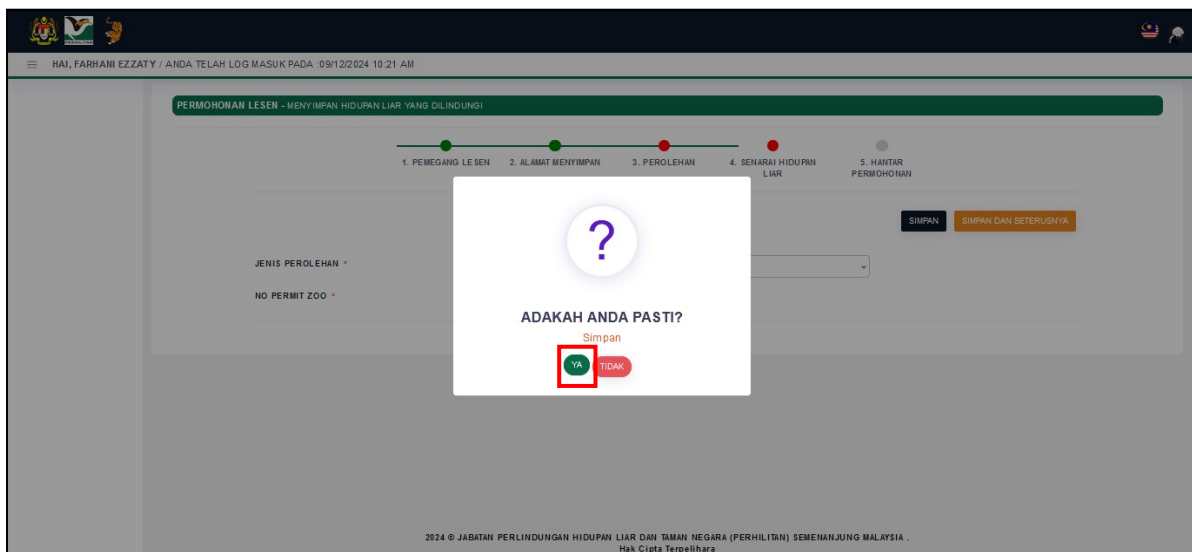 PERHILITAN
HAI, FARHANI EZZATY / ANDA TELAH LOG MASUK PADA :09/12/2024 10:21 AM
PERMOHONAN LESEN - MENYIMPAN HIDUPAN LIAR YANG DILINDUNGI
1. PEMEGANG LESEN 2. ALAMAT MENYIMPAN 3. PEROLEHAN 4. SENARAI HIDUPAN LIAR 5. HANTAR PERMOHONAN
SIMPAN SIMPAN DAN SETERUSNYA
?
JENIS PEROLEHAN *
NO PERMIT ZOO *
ADAKAH ANDA PASTI?
Simpan
YA TIDAK
2024 © JABATAN PERLINDUNGAN HIDUPAN LIAR DAN TAMAN NEGARA (PERHILITAN) SEMENANJUNG MALAYSIA .
Hak Cipta Terpelihara